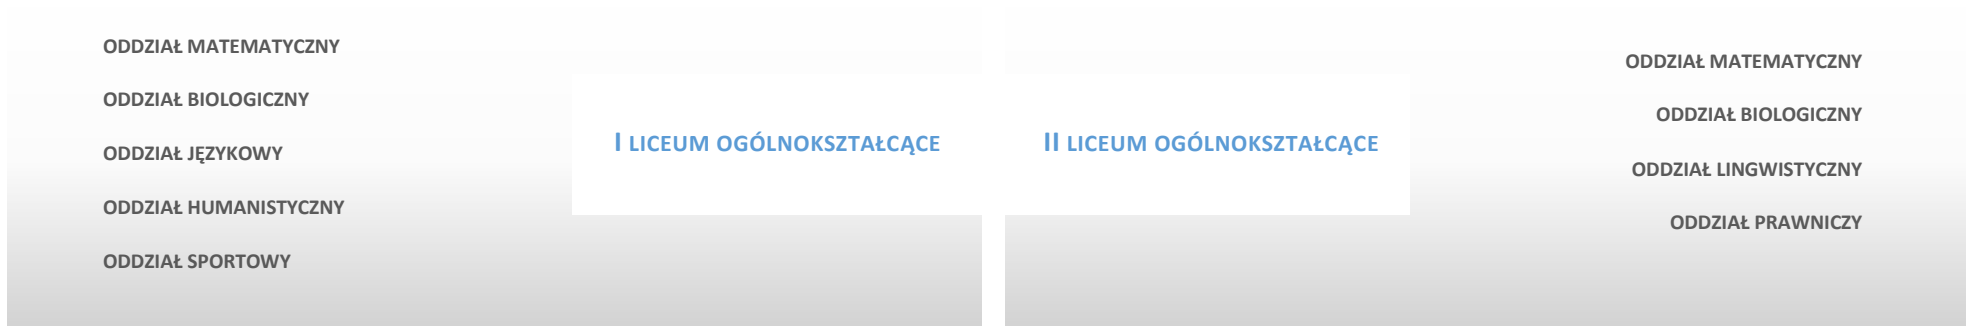 ODDZIAŁ MATEMATYCZNY
ODDZIAŁ BIOLOGICZNY
ODDZIAŁ JĘZYKOWY
ODDZIAŁ HUMANISTYCZNY
ODDZIAŁ SPORTOWY
I LICEUM OGÓLNOKSZTAŁCĄCE
II LICEUM OGÓLNOKSZTAŁCĄCE
ODDZIAŁ MATEMATYCZNY
ODDZIAŁ BIOLOGICZNY
ODDZIAŁ LINGWISTYCZNY
ODDZIAŁ PRAWNICZY